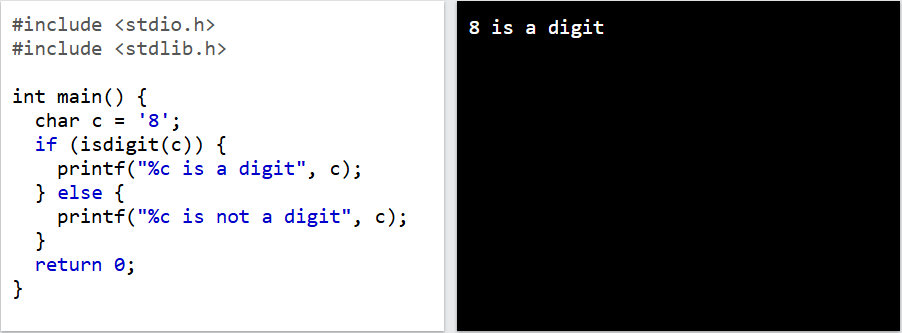 #include <stdio.h>
#include <stdlib.h>
int main() {
  char c = '8';
  if (isdigit(c)) {
    printf("%c is a digit", c);
  } else {
    printf("%c is not a digit", c);
  }
  return 0;
}
8 is a digit